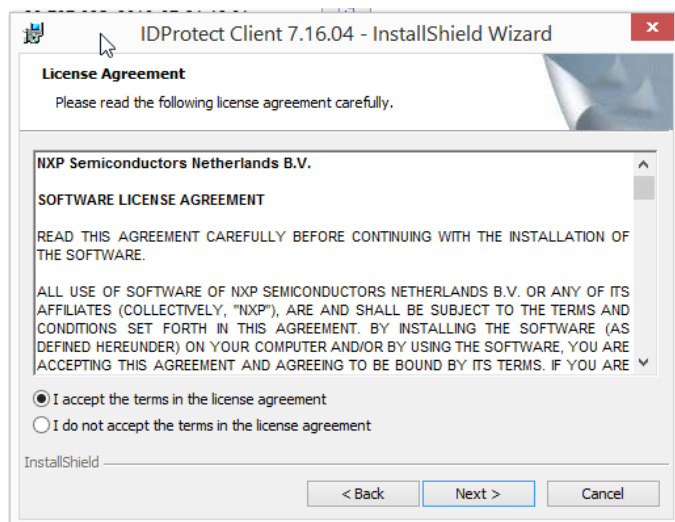 IDProtect Client 7.16.04 - InstallShield Wizard
License Agreement
Please read the following license agreement carefully.
NXP Semiconductors Netherlands B.V.
SOFTWARE LICENSE AGREEMENT
READ THIS AGREEMENT CAREFULLY BEFORE CONTINUING WITH THE INSTALLATION OF
THE SOFTWARE.
ALL USE OF SOFTWARE OF NXP SEMICONDUCTORS NETHERLANDS B.V. OR ANY OF ITS
AFFILIATES (COLLECTIVELY, "NXP"), ARE AND SHALL BE SUBJECT TO THE TERMS AND
CONDITIONS SET FORTH IN THIS AGREEMENT. BY INSTALLING THE SOFTWARE (AS
DEFINED HEREUNDER) ON YOUR COMPUTER AND/OR BY USING THE SOFTWARE, YOU ARE
ACCEPTING THIS AGREEMENT AND AGREEING TO BE BOUND BY ITS TERMS. IF YOU ARE
I accept the terms in the license agreement
I do not accept the terms in the license agreement
InstallShield
< Back Next > Cancel